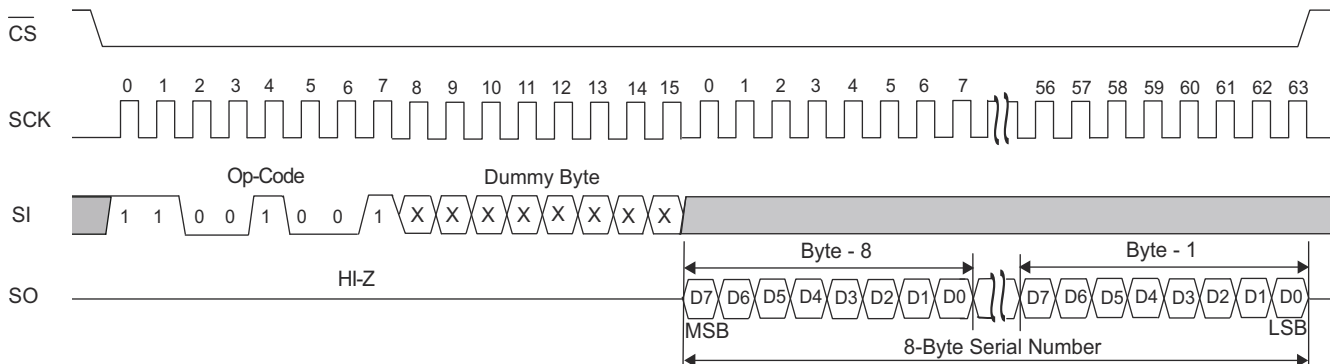 CS
0 1 2 3 4 5 6 7 8 9 10 11 12 13 14 15 0 1 2 3 4 5 6 7 56 57 58 59 60 61 62 63
SCK
Op-Code Dummy Byte
SI 1 1 0 0 1 0 0 1 X X X X X X X X
Byte - 8 Byte - 1
HI-Z
SO D7 D6 D5 D4 D3 D2 D1 D0 D7 D6 D5 D4 D3 D2 D1 D0
MSB LSB
8-Byte Serial Number